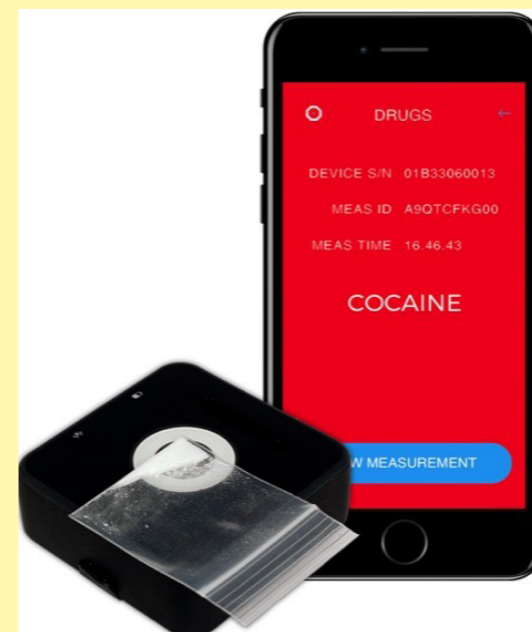 DRUGS
DEVICE S/N 01B33060013
MEAS ID A9QTCFKG00
MEAS TIME 16.46.43
COCAINE
W MEASUREMENT